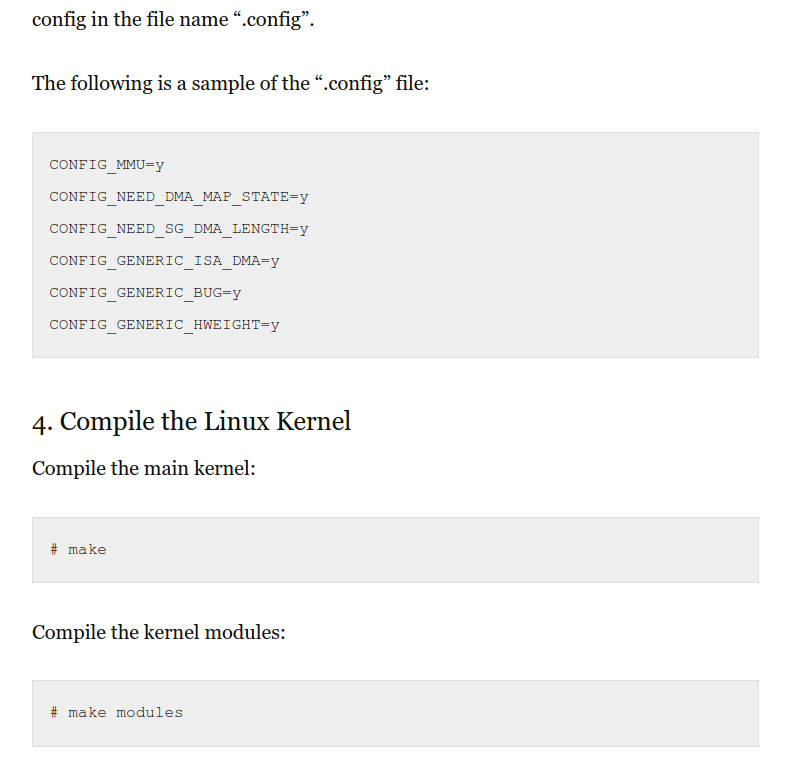 config in the file name “.config”.
The following is a sample of the “.config” file:
CONFIG_MMU=y
CONFIG_NEED_DMA_MAP_STATE=y
CONFIG_NEED_SG_DMA_LENGTH=y
CONFIG_GENERIC_ISA_DMA=y
CONFIG_GENERIC_BUG=y
CONFIG_GENERIC_HWEIGHT=y
4. Compile the Linux Kernel
Compile the main kernel:
# make
Compile the kernel modules:
# make modules